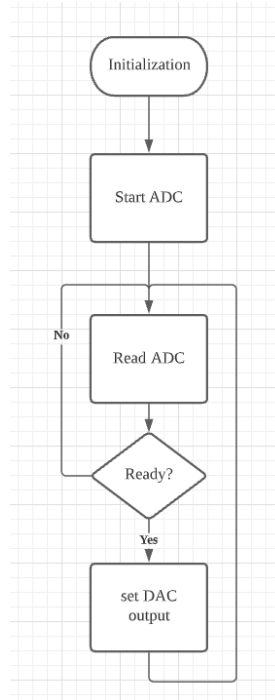 Initialization
Start ADC
No
Read ADC
Ready?
Yes
set DAC
output